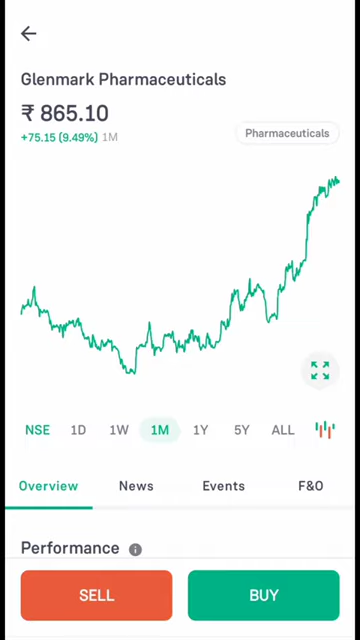 Glenmark Pharmaceuticals
₹ 865.10
+75.15 (9.49%) 1M
Pharmaceuticals
NSE 1D 1W 1M 1Y 5Y ALL
Overview News Events F&O
Performance
SELL BUY